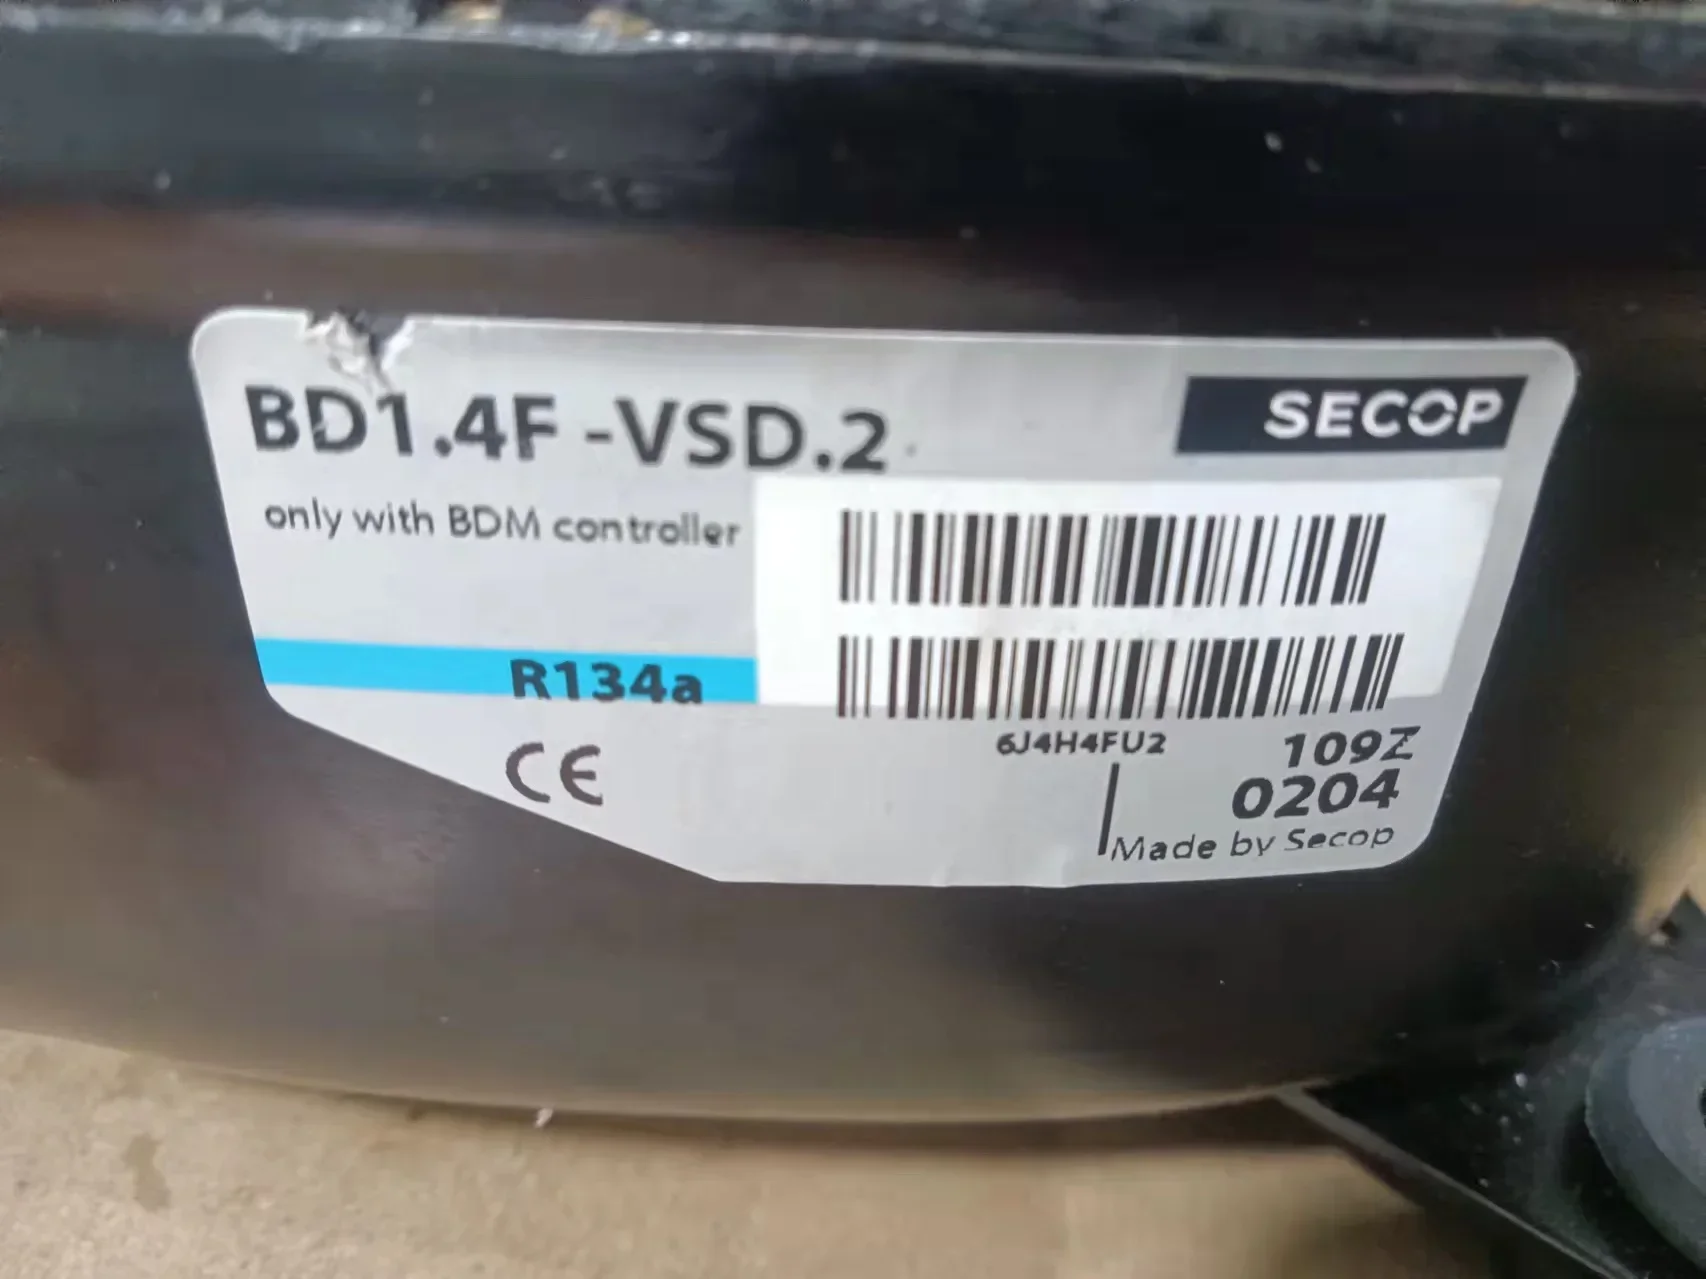 BD1.4F -VSD.2
SECOP
only with BDM controller
R134a
6J4H4FU2
109Z
0204
CE
Made by Secop